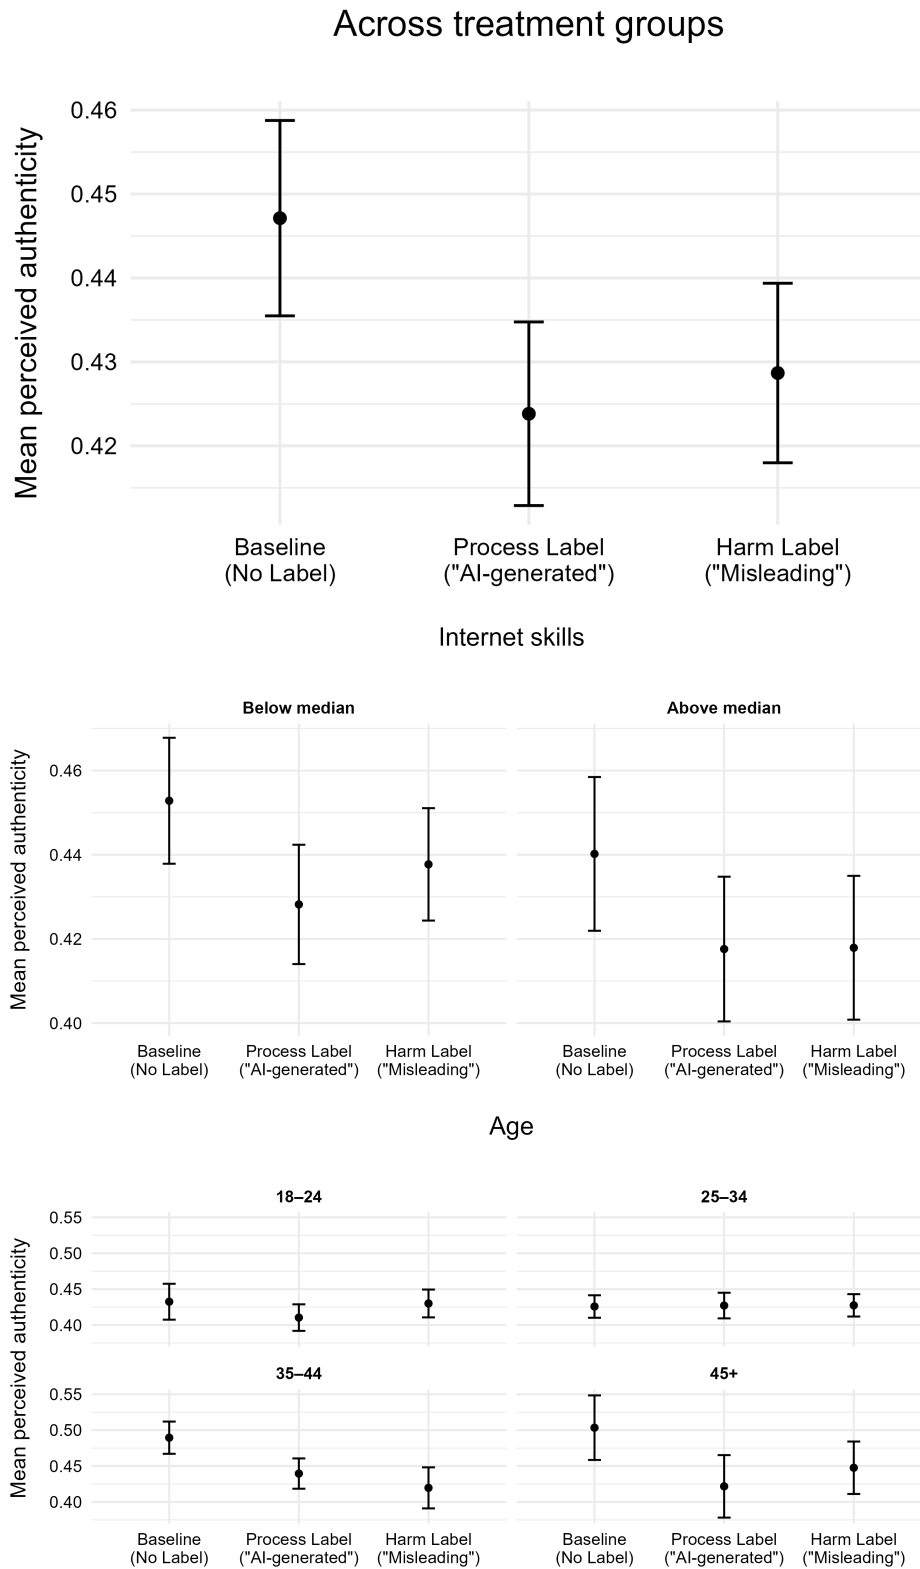 Across treatment groups
Mean perceived authenticity
0.46
0.45
0.44
0.43
0.42
Baseline
(No Label)
Process Label
("AI-generated")
Harm Label
("Misleading")
Internet skills
Below median
Above median
Mean perceived authenticity
0.46
0.44
0.42
0.40
Baseline
(No Label)
Process Label
("AI-generated")
Harm Label
("Misleading")
Baseline
(No Label)
Process Label
("AI-generated")
Harm Label
("Misleading")
Age
18–24
25–34
Mean perceived authenticity
0.55
0.50
0.45
0.40
35–44
45+
0.55
0.50
0.45
0.40
Baseline
(No Label)
Process Label
("AI-generated")
Harm Label
("Misleading")
Baseline
(No Label)
Process Label
("AI-generated")
Harm Label
("Misleading")